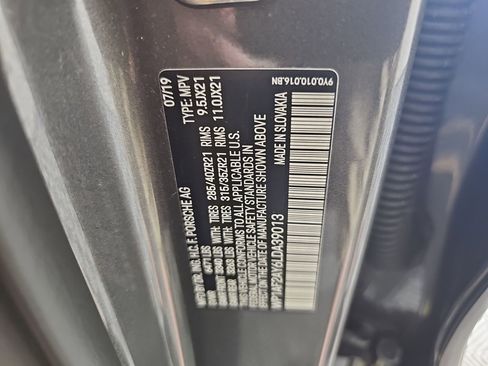 MFD BY DR. ING. H.C. F. PORSCHE AG 07/19
TYPE: MPV
TIRES 285/40ZR21 RIMS 9.5JX21
TIRES 315/35ZR21 RIMS 11.0JX21
THIS VEHICLE CONFORMS TO ALL APPLICABLE U.S.
FEDERAL MOTOR VEHICLE SAFETY STANDARDS
IN EFFECT ON THE DATE OF MANUFACTURE SHOWN ABOVE
WP1AF2AY6LDA39013
MADE IN SLOVAKIA
9Y0.010.016.BN